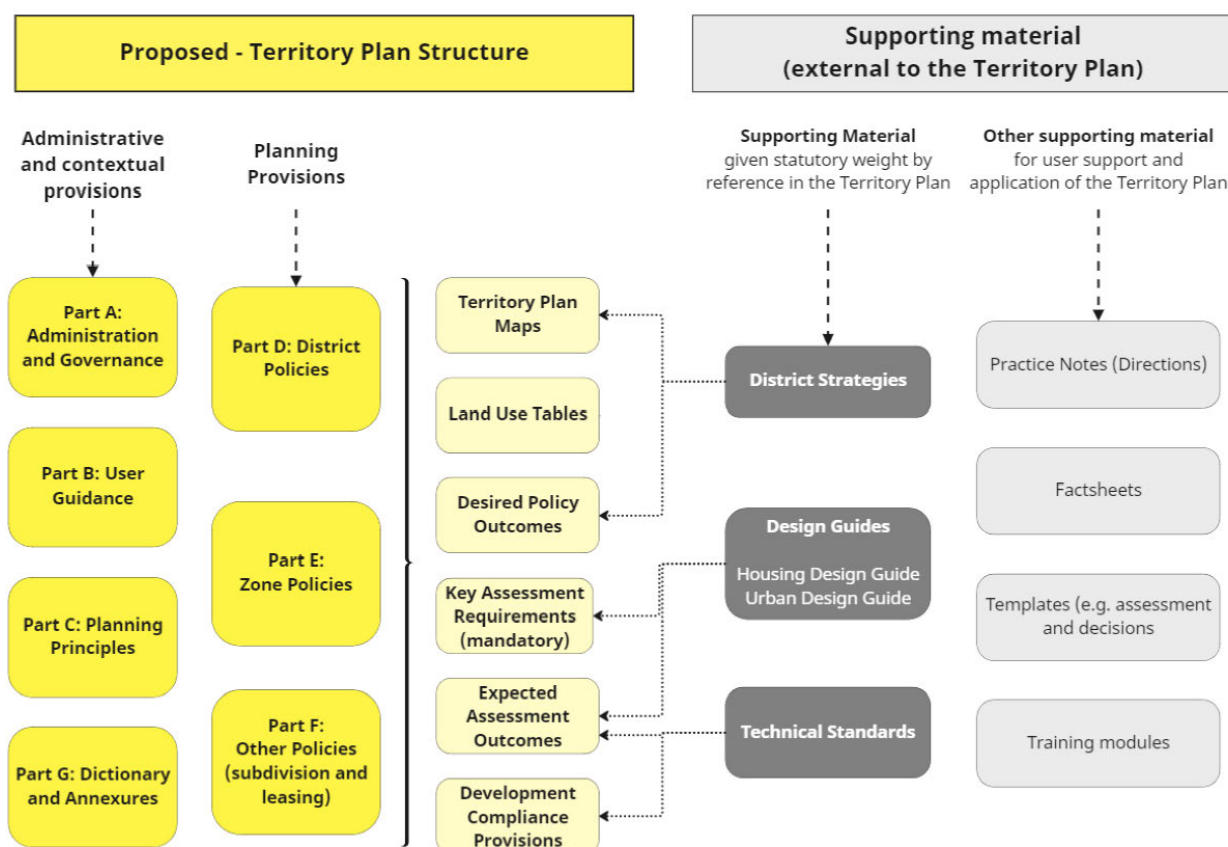 Proposed - Territory Plan Structure
Supporting material
(external to the Territory Plan)
Administrative
and contextual
provisions
Part A:
Administration
and Governance
Part B: User
Guidance
Part C: Planning
Principles
Part G: Dictionary
and Annexures
Planning
Provisions
Part D: District
Policies
Part E:
Zone Policies
Part F:
Other Policies
(subdivision and
leasing)
Territory Plan
Maps
Land Use Tables
Desired Policy
Outcomes
Key Assessment
Requirements
(mandatory)
Expected
Assessment
Outcomes
Development
Compliance
Provisions
Supporting Material
given statutory weight by
reference in the Territory Plan
District Strategies
Design Guides
Housing Design Guide
Urban Design Guide
Technical Standards
Other supporting material
for user support and
application of the Territory Plan
Practice Notes (Directions)
Factsheets
Templates (e.g. assessment
and decisions
Training modules